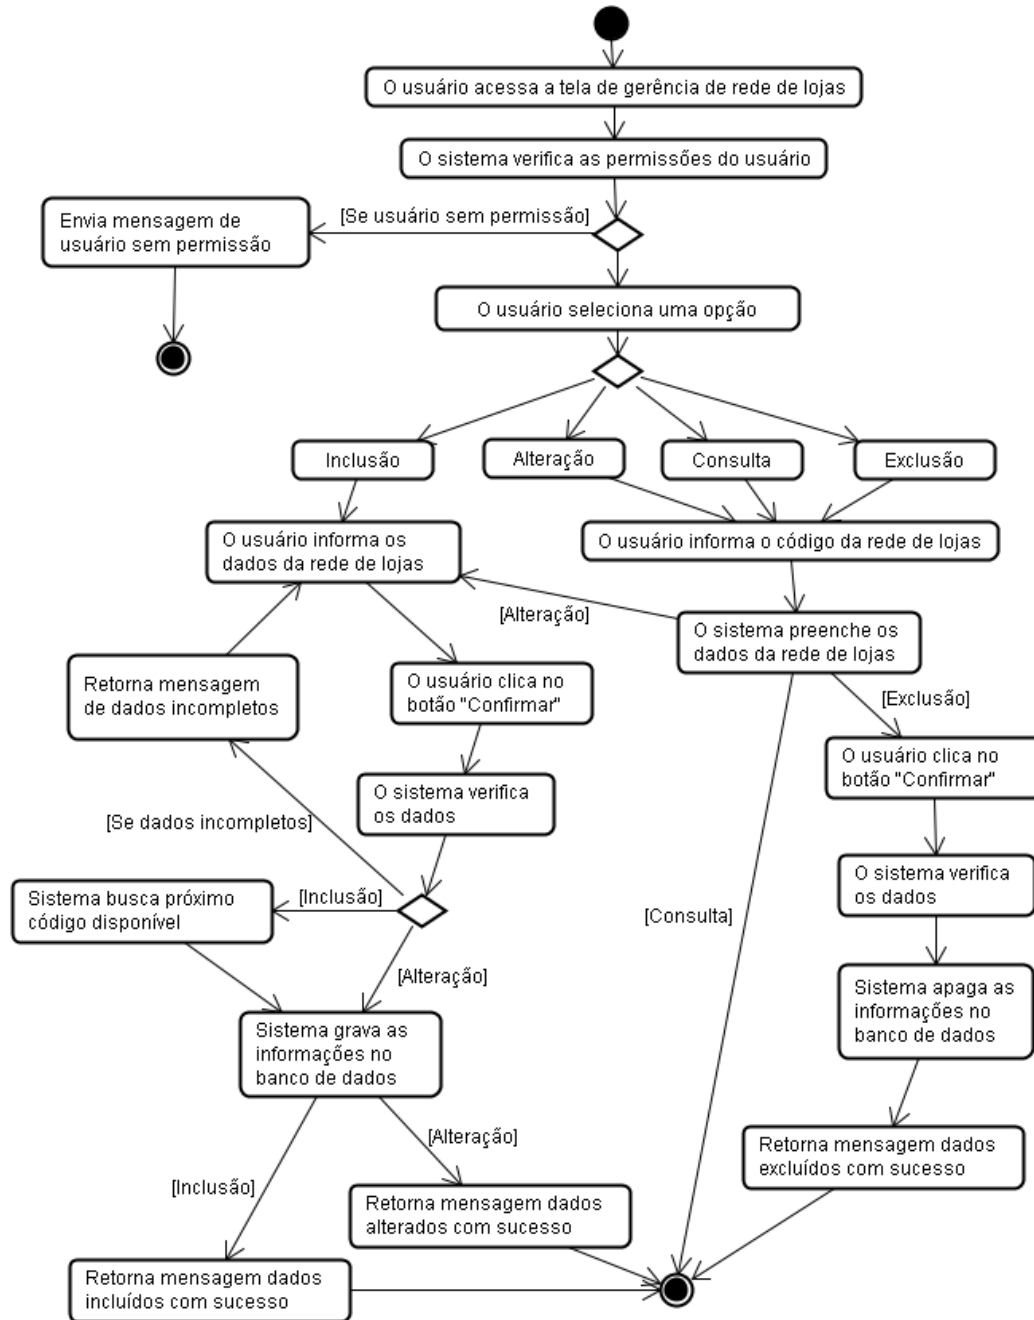 O usuário acessa a tela de gerência de rede de lojas
O sistema verifica as permissões do usuário
[Se usuário sem permissão]
Envia mensagem de
usuário sem permissão
O usuário seleciona uma opção
Inclusão
Alteração
Consulta
Exclusão
O usuário informa os
dados da rede de lojas
O usuário informa o código da rede de lojas
[Alteração]
O sistema preenche os
dados da rede de lojas
Retorna mensagem
de dados incompletos
O usuário clica no
botão "Confirmar"
[Exclusão]
O usuário clica no
botão "Confirmar"
O sistema verifica
os dados
[Se dados incompletos]
O sistema verifica
os dados
Sistema busca próximo
código disponível
[Inclusão]
[Consulta]
[Alteração]
Sistema apaga as
informações no
banco de dados
Sistema grava as
informações no
banco de dados
[Alteração]
Retorna mensagem dados
excluídos com sucesso
[Inclusão]
Retorna mensagem dados
alterados com sucesso
Retorna mensagem dados
incluídos com sucesso